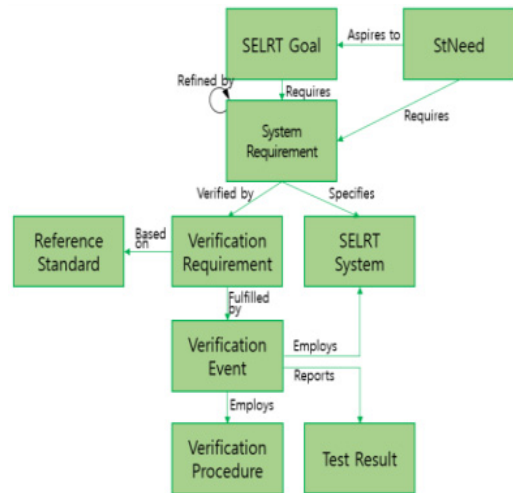 SELRT Goal
Aspires to
StNeed
Refined by
Requires
Requires
System
Requirement
Verified by
Specifies
Reference
Standard
Based
on
Verification
Requirement
SELRT
System
Fulfilled
by
Verification
Event
Employs
Reports
Employs
Verification
Procedure
Test Result